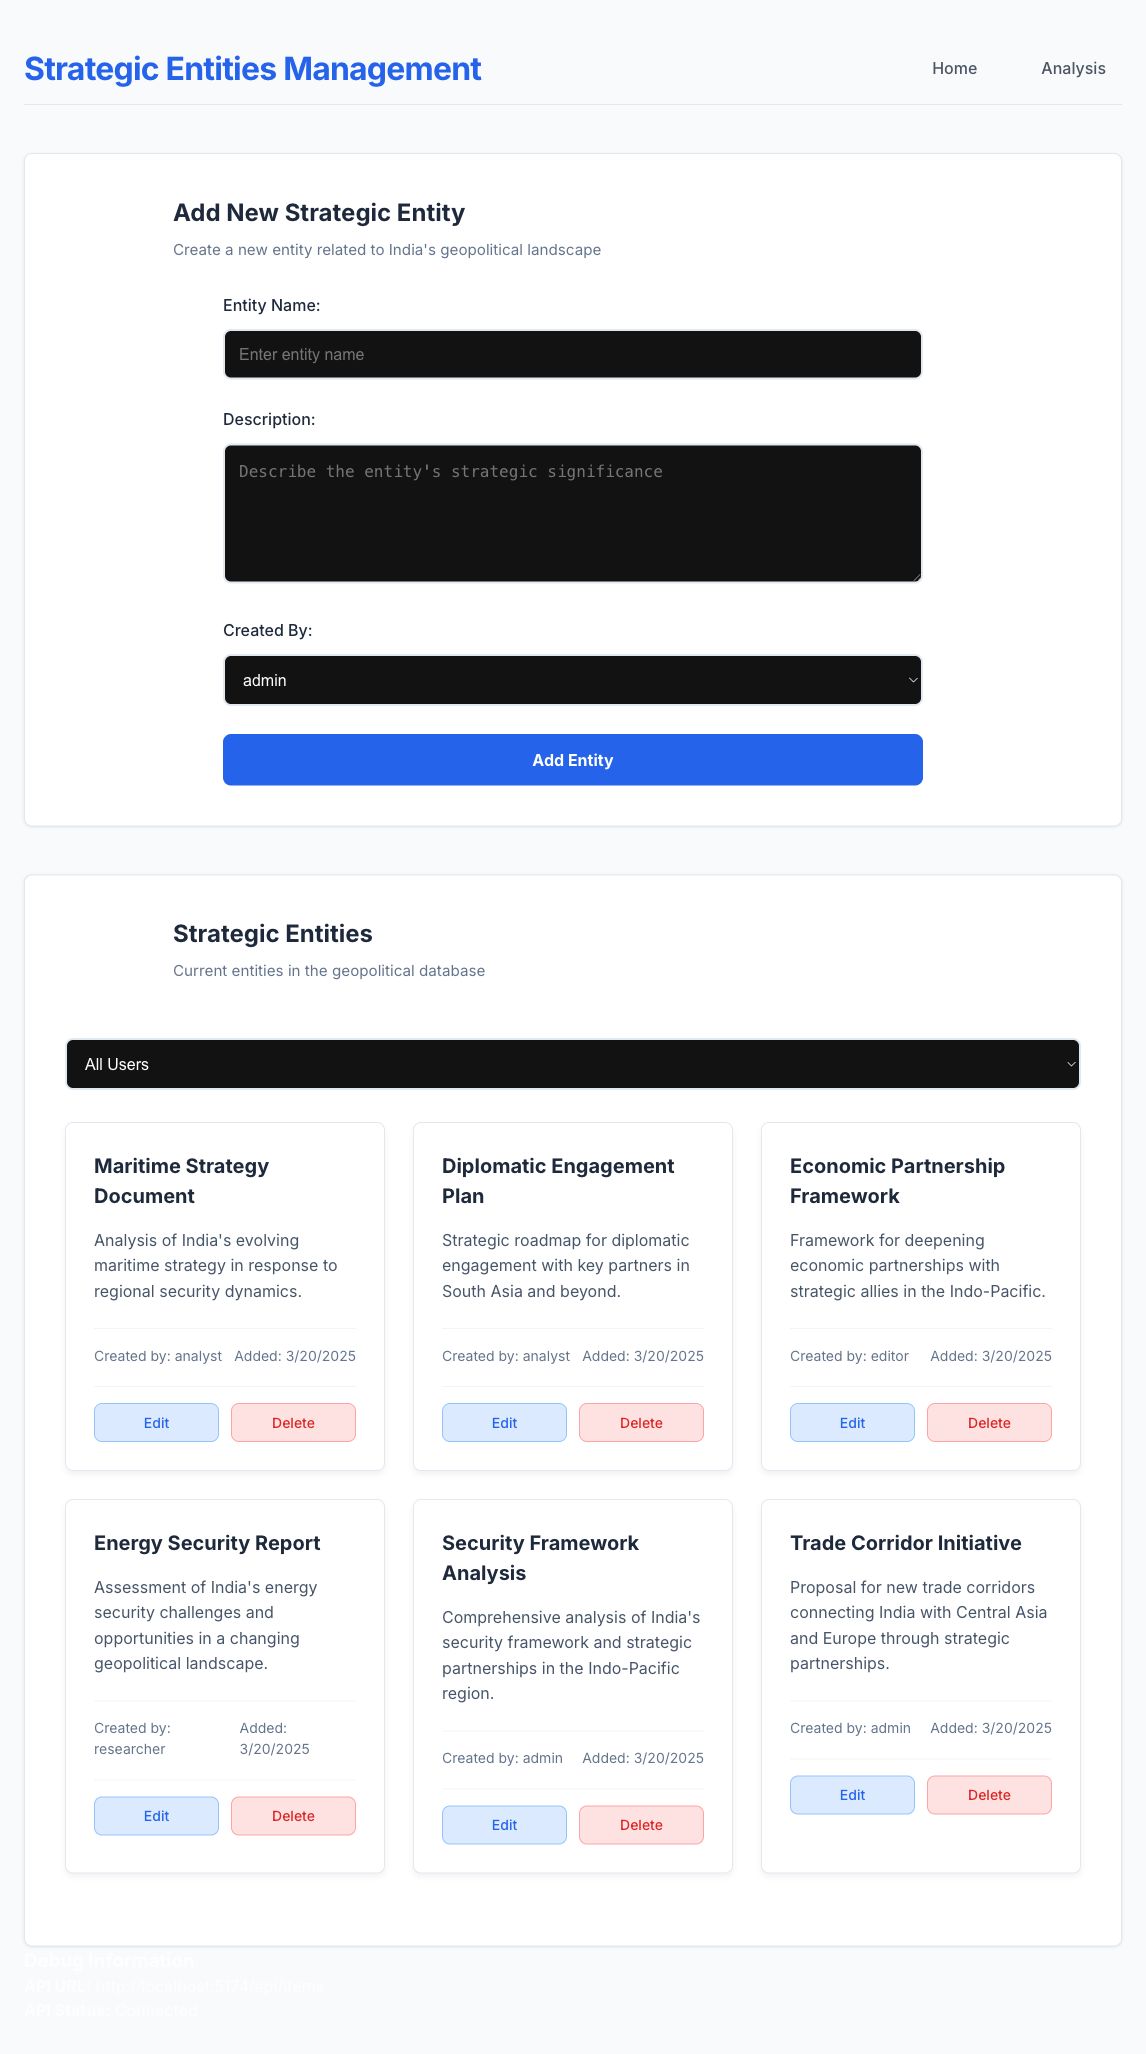 Strategic Entities Management
Home
Analysis
Add New Strategic Entity
Create a new entity related to India's geopolitical landscape
Entity Name:
Enter entity name
Description:
Describe the entity's strategic significance
Created By:
admin
Add Entity
Strategic Entities
Current entities in the geopolitical database
All Users
Maritime Strategy
Document
Analysis of India's evolving
maritime strategy in response to
regional security dynamics.
Created by: analyst Added: 3/20/2025
Edit
Delete
Diplomatic Engagement
Plan
Strategic roadmap for diplomatic
engagement with key partners in
South Asia and beyond.
Created by: analyst Added: 3/20/2025
Edit
Delete
Economic Partnership
Framework
Framework for deepening
economic partnerships with
strategic allies in the Indo-Pacific.
Created by: editor Added: 3/20/2025
Edit
Delete
Energy Security Report
Assessment of India's energy
security challenges and
opportunities in a changing
geopolitical landscape.
Created by:
researcher
Added:
3/20/2025
Edit
Delete
Security Framework
Analysis
Comprehensive analysis of India's
security framework and strategic
partnerships in the Indo-Pacific
region.
Created by: admin Added: 3/20/2025
Edit
Delete
Trade Corridor Initiative
Proposal for new trade corridors
connecting India with Central Asia
and Europe through strategic
partnerships.
Created by: admin Added: 3/20/2025
Edit
Delete
Debug Information
API URL: http://localhost:5174/api/items
API Status: Connected